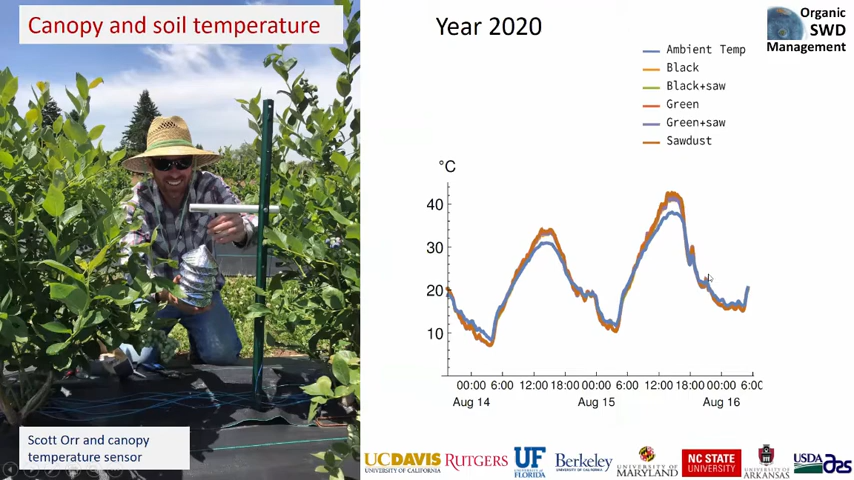 Canopy and soil temperature
Year 2020
Organic
SWD
Management
Ambient Temp
Black
Black+saw
Green
Green+saw
Sawdust
°C
40
30
20
10
00:00 6:00 12:00 18:00 00:00 6:00 12:00 18:00 00:00 6:00
Aug 14 Aug 15 Aug 16
Scott Orr and canopy
temperature sensor
UCDAVIS
UNIVERSITY OF CALIFORNIA
RUTGERS
UF
UNIVERSITY of
FLORIDA
Berkeley
UNIVERSITY OF CALIFORNIA
UNIVERSITY OF
MARYLAND
NC STATE
UNIVERSITY
UNIVERSITY OF
ARKANSAS
USDA
ars